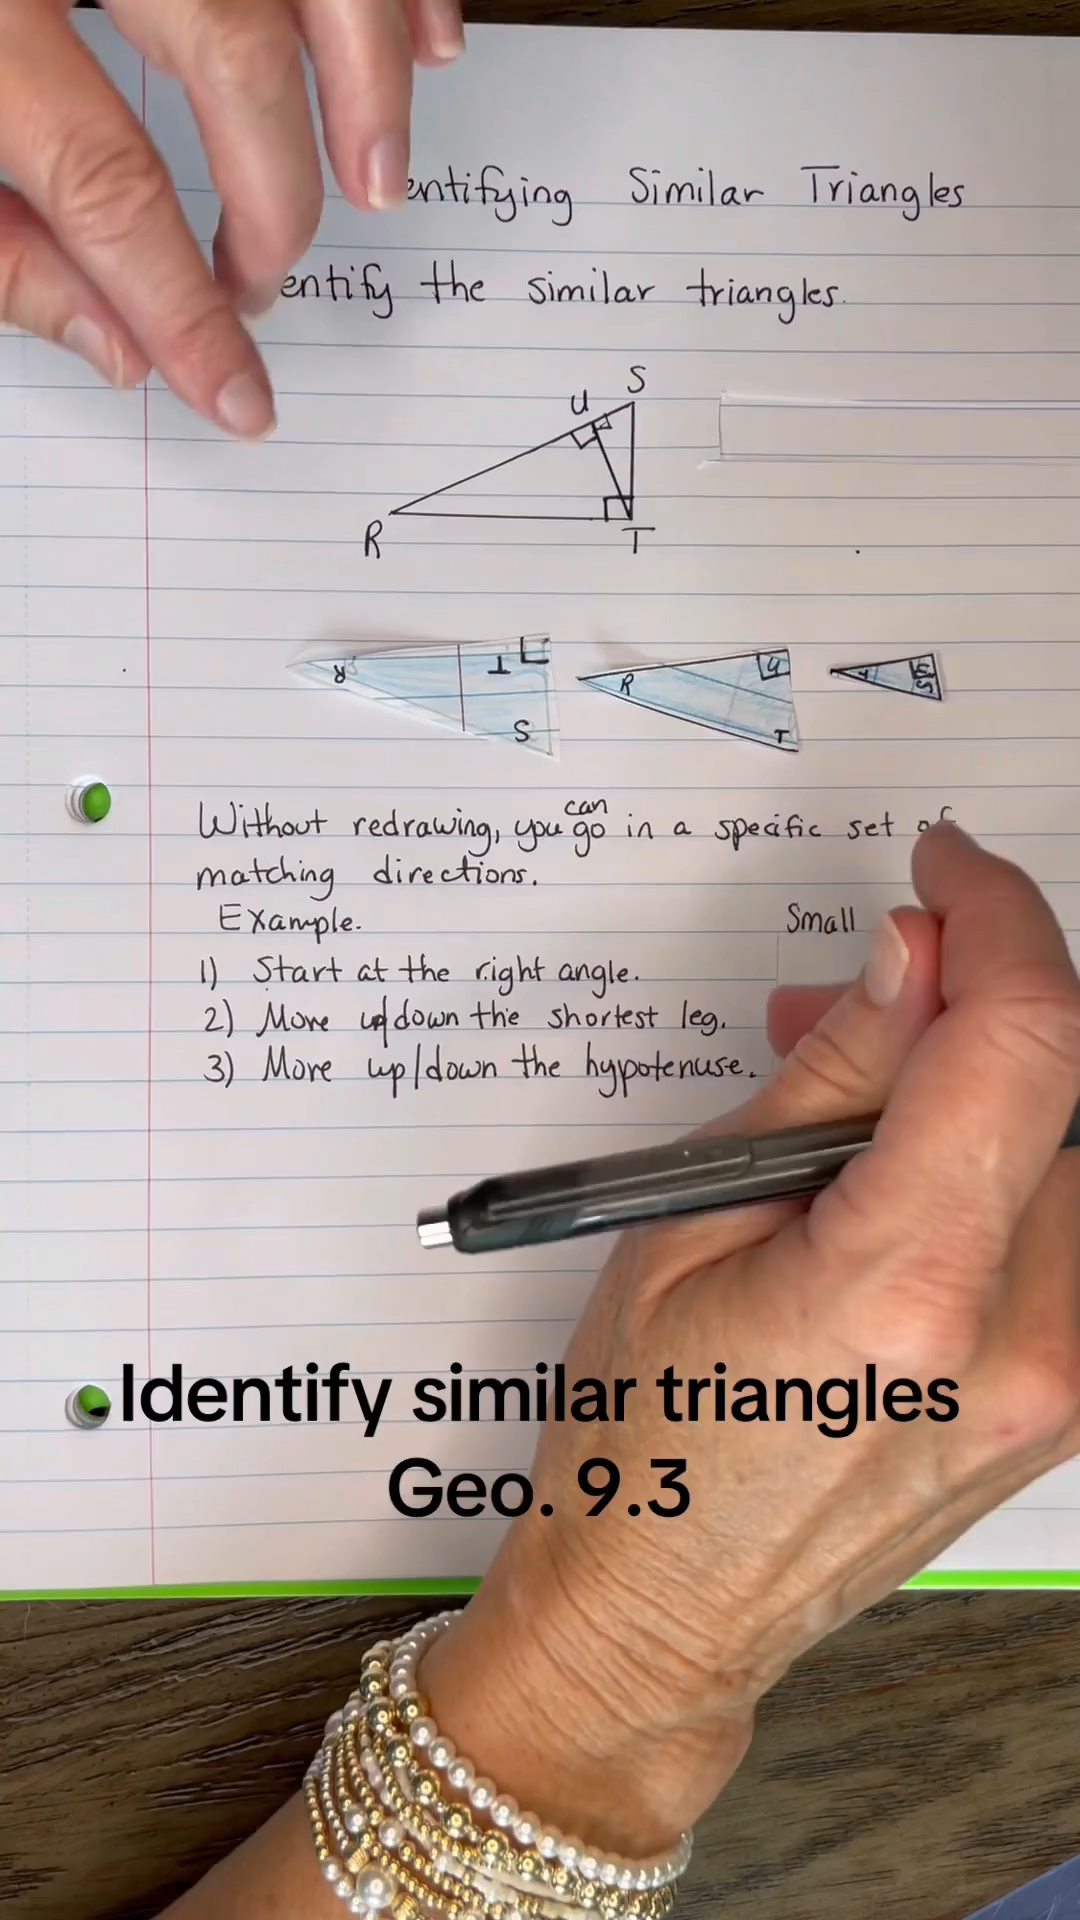 entifying Similar Triangles
entify the similar triangles.
S
U
R
T
R T S
R U T
U S
Without redrawing, you can go in a specific set of
matching directions.
Example. Small
1) Start at the right angle.
2) Move up/down the shortest leg.
3) Move up/down the hypotenuse.
Identify similar triangles
Geo. 9.3